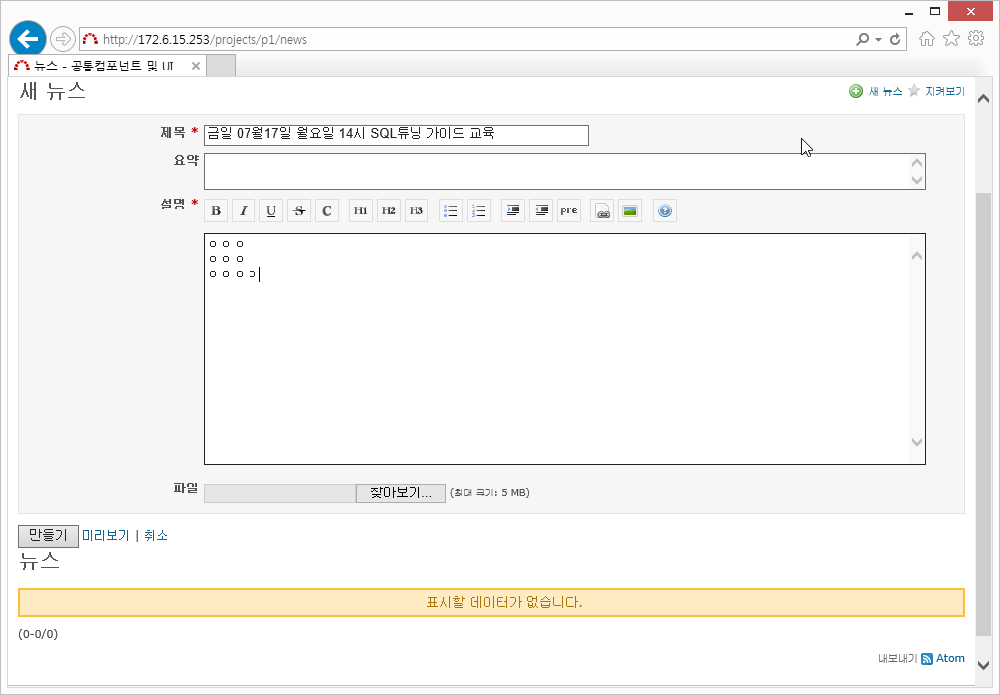 http://172.6.15.253/projects/p1/news
뉴스 - 공통컴포넌트 및 UI...
새 뉴스
새 뉴스 지켜보기
제목 * 금일 07월17일 월요일 14시 SQL튜닝 가이드 교육
요약
설명 * B I U S C H1 H2 H3 pre
ㅇㅇㅇ
ㅇㅇㅇ
ㅇㅇㅇㅇ
파일 찾아보기... (최대 크기: 5 MB)
만들기 미리보기 | 취소
뉴스
표시할 데이터가 없습니다.
(0-0/0)
내보내기 Atom